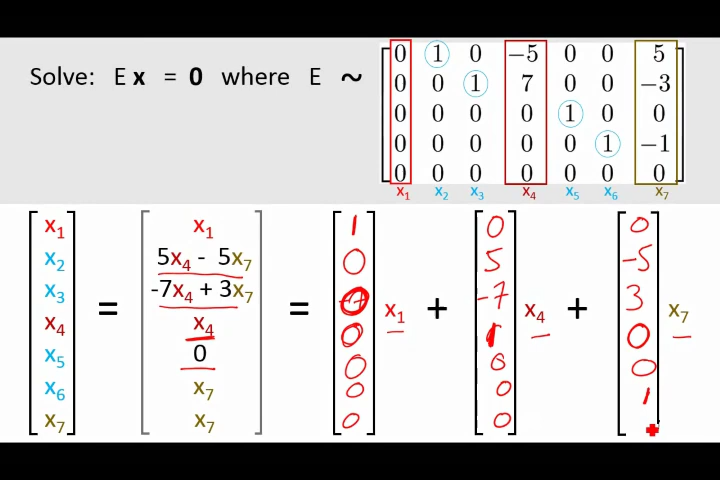 Solve: E x = 0 where E ~
0 1 0 −5 0 0 5
0 0 1 7 0 0 −3
0 0 0 0 1 0 0
0 0 0 0 0 1 −1
0 0 0 0 0 0 0
x₁ x₂ x₃ x₄ x₅ x₆ x₇
x₁ x₁ 1 0 0
x₂ 5x₄ - 5x₇ 0 5 -5
x₃ -7x₄ + 3x₇ 0 -7 3
= = x₁ + x₄ + x₇
x₄ x₄ 0 1 0
x₅ 0 0 0 0
x₆ x₇ 0 0 1
x₇ x₇ 0 0